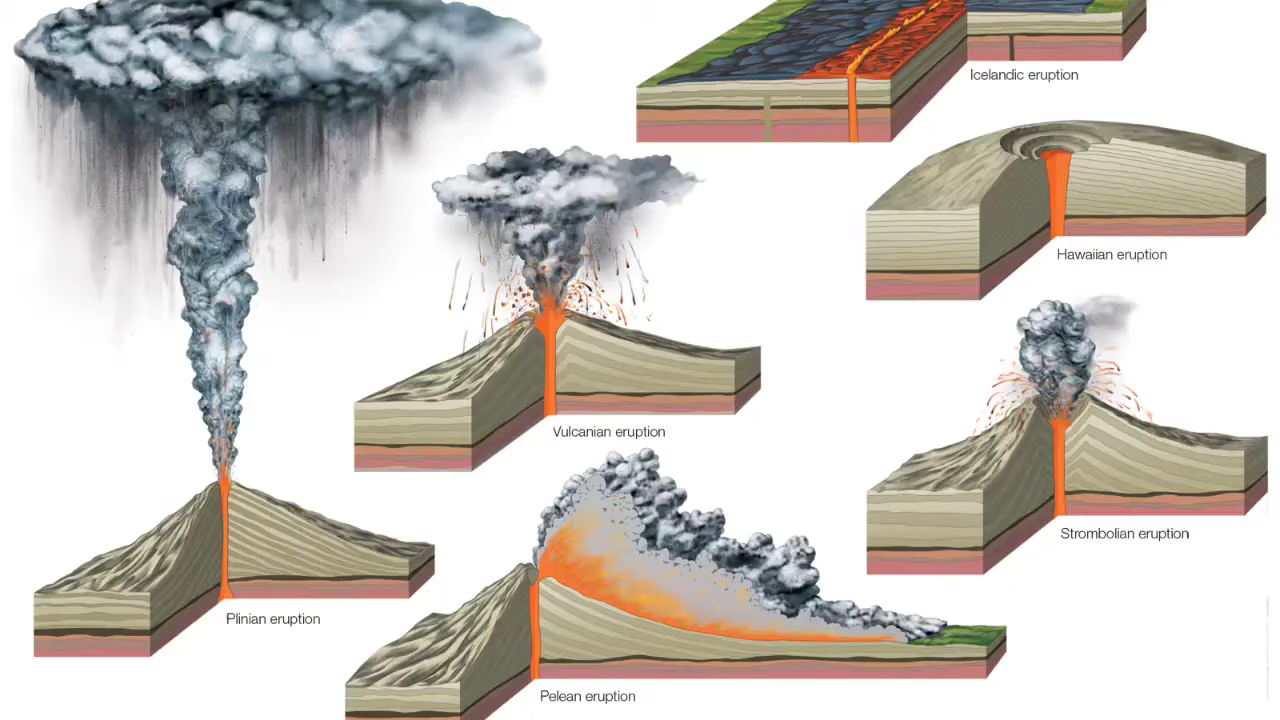 Icelandic eruption
Hawaiian eruption
Vulcanian eruption
Strombolian eruption
Plinian eruption
Pelean eruption